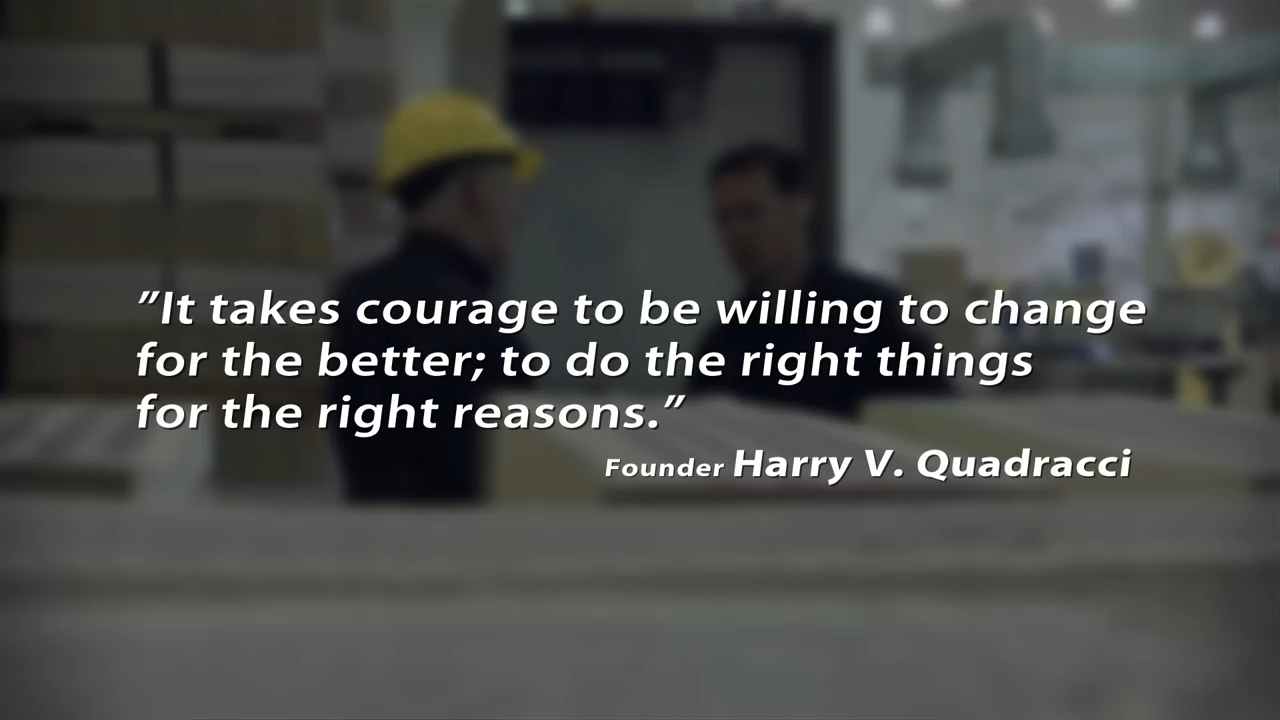 "It takes courage to be willing to change
for the better; to do the right things
for the right reasons."
Founder Harry V. Quadracci